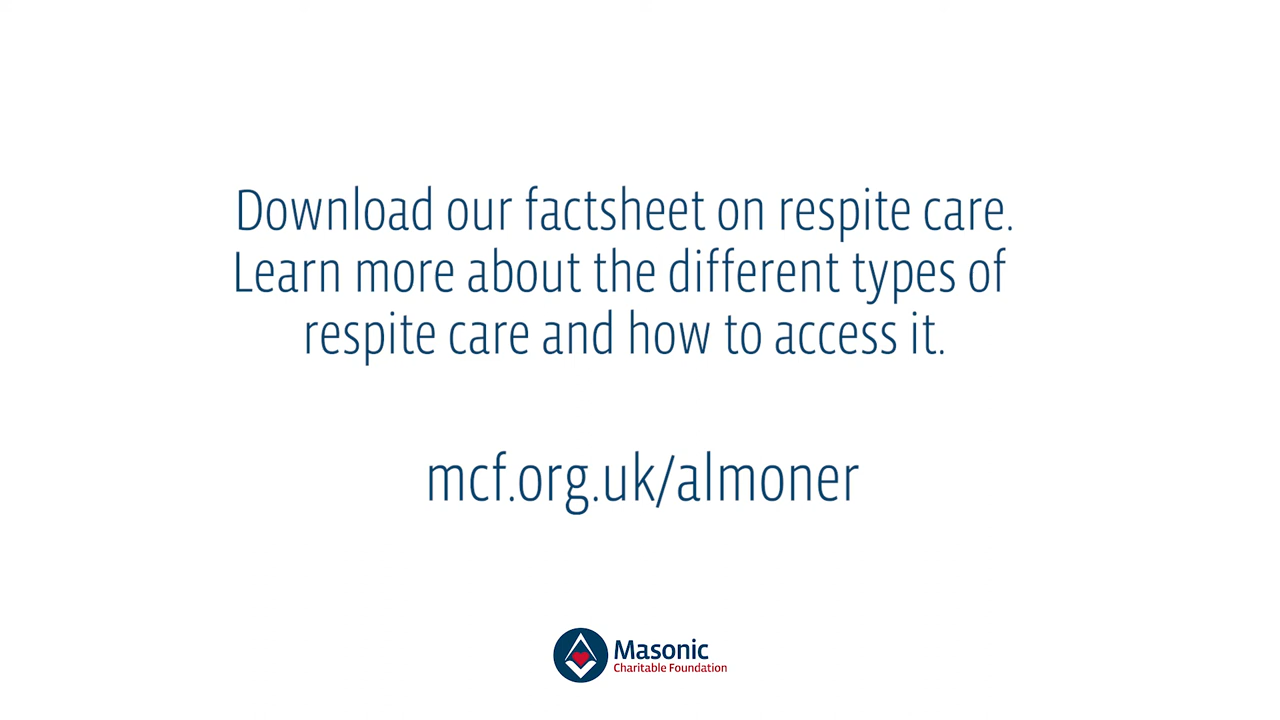 Download our factsheet on respite care.
Learn more about the different types of
respite care and how to access it.
mcf.org.uk/almoner
Masonic
Charitable Foundation